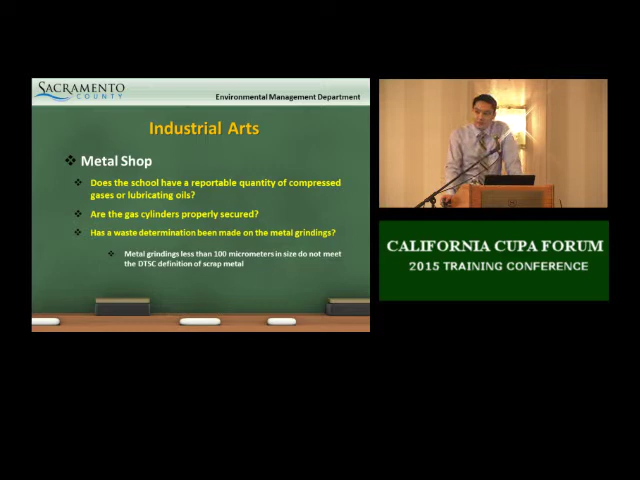 SACRAMENTO
COUNTY
Environmental Management Department
Industrial Arts
Metal Shop
Does the school have a reportable quantity of compressed
gases or lubricating oils?
Are the gas cylinders properly secured?
Has a waste determination been made on the metal grindings?
Metal grindings less than 100 micrometers in size do not meet
the DTSC definition of scrap metal
CALIFORNIA CUPA FORUM
2015 TRAINING CONFERENCE